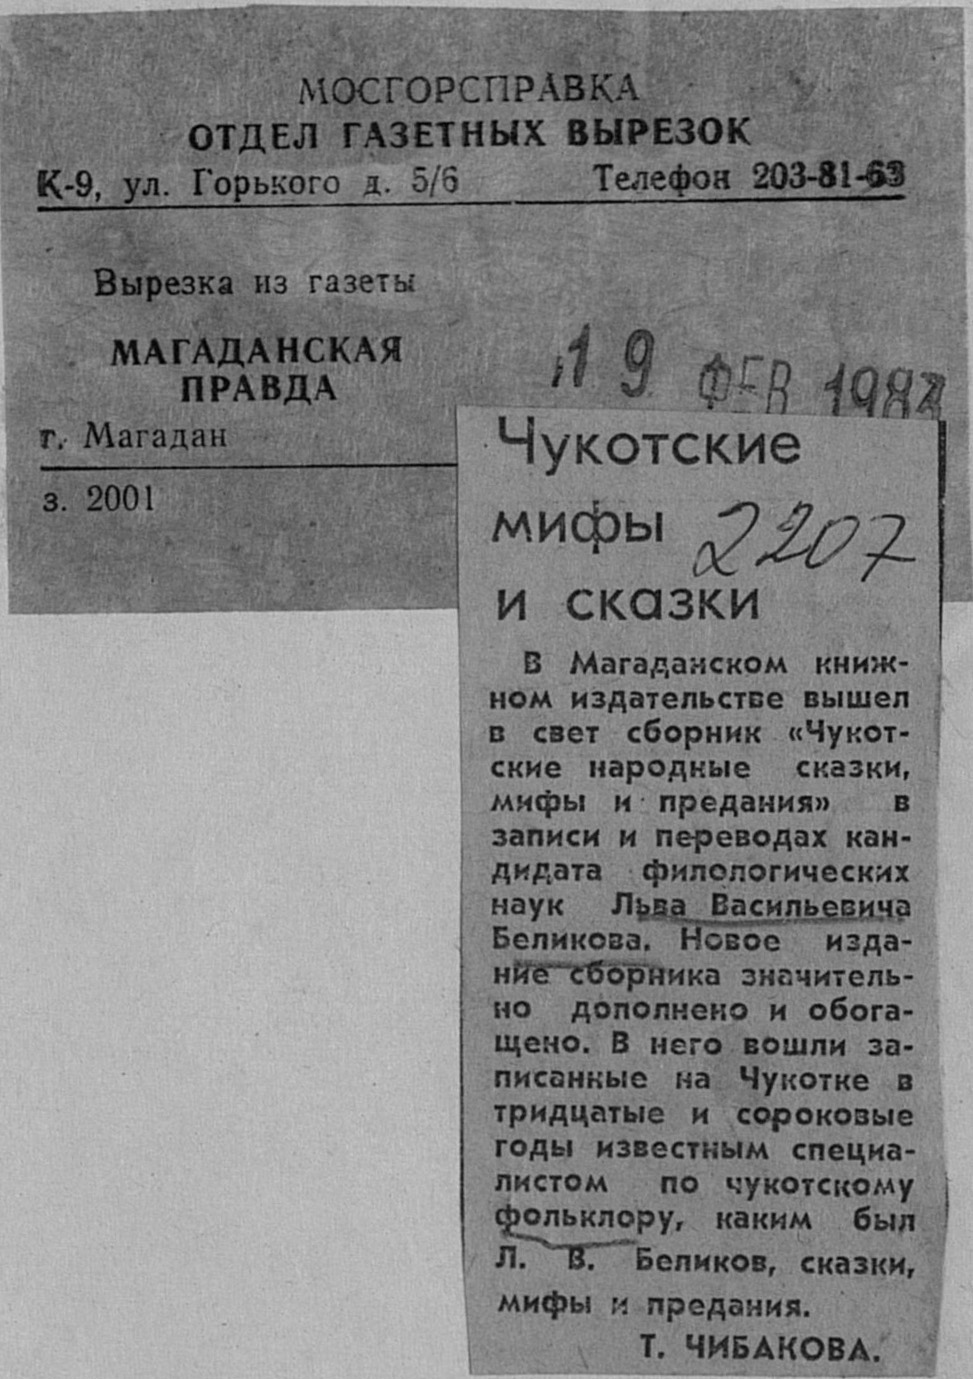 МОСГОРСПРАВКА
ОТДЕЛ ГАЗЕТНЫХ ВЫРЕЗОК
К-9, ул. Горького д. 5/6 Телефон 203-81-63
Вырезка из газеты
МАГАДАНСКАЯ
ПРАВДА
г. Магадан
з. 2001
19 ФЕВ
Чукотские
мифы 2207
и сказки
В Магаданском книж-
ном издательстве вышел
в свет сборник «Чукот-
ские народные сказки,
мифы и предания» в
записи и переводах кан-
дидата филологических
наук Льва Васильевича
Беликова. Новое изда-
ние сборника значитель-
но дополнено и обога-
щено. В него вошли за-
писанные на Чукотке в
тридцатые и сороковые
годы известным специа-
листом по чукотскому
фольклору, каким был
Л. В. Беликов, сказки,
мифы и предания.
Т. ЧИБАКОВА.